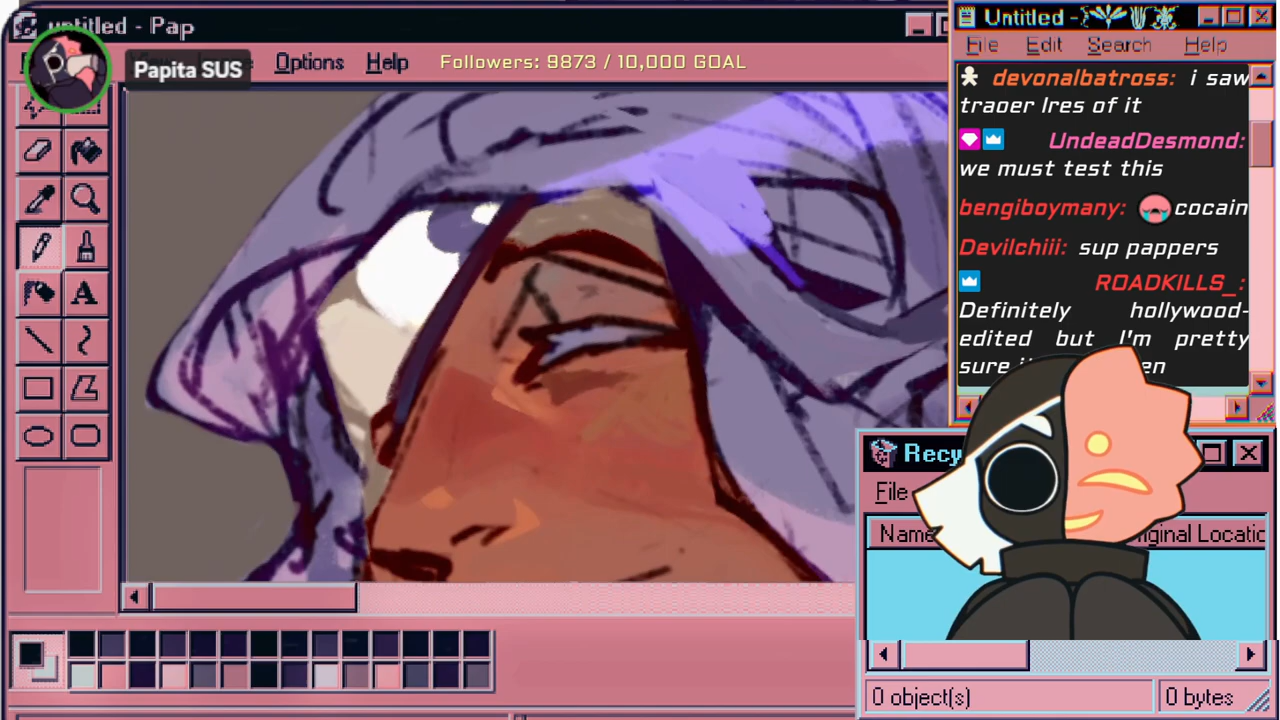 untitled - Pap
Papita SUS
Options
Help
Followers: 9873 / 10,000 GOAL
A
Untitled -
File Edit Search Help
devonalbatross: i saw
traoer lres of it
UndeadDesmond:
we must test this
bengiboymany: cocain
Devilchiii: sup pappers
ROADKILLS_:
Definitely hollywood-
edited but I'm pretty
sure
Recy
File
Name
iginal Locatio
0 object(s)
0 bytes